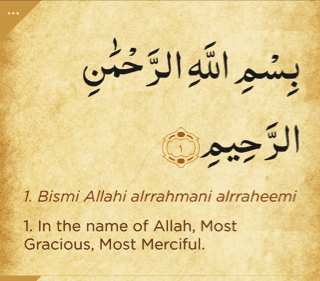 بِسْمِ اللَّهِ الرَّحْمَٰنِ
الرَّحِيمِ ١
1. Bismi Allahi alrrahmani alrraheemi
1. In the name of Allah, Most
Gracious, Most Merciful.